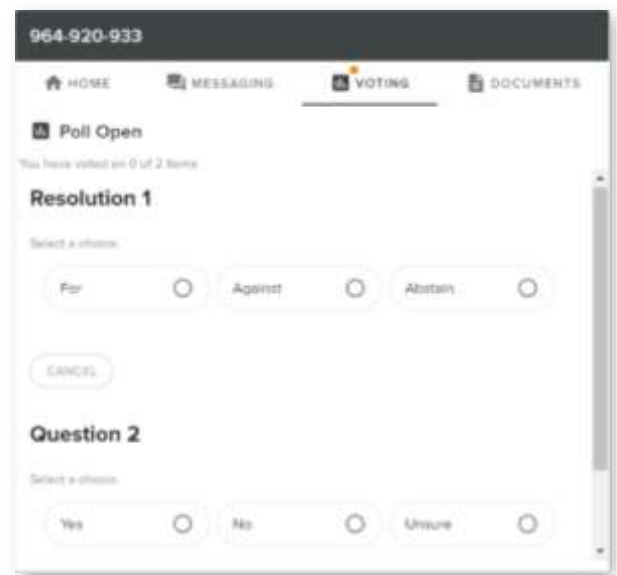 964-920-933
HOME MESSAGING VOTING DOCUMENTS
Poll Open
You have voted on 0 of 2 items
Resolution 1
Select a choice.
For Against Abstain
CANCEL
Question 2
Select a choice.
Yes No Unsure